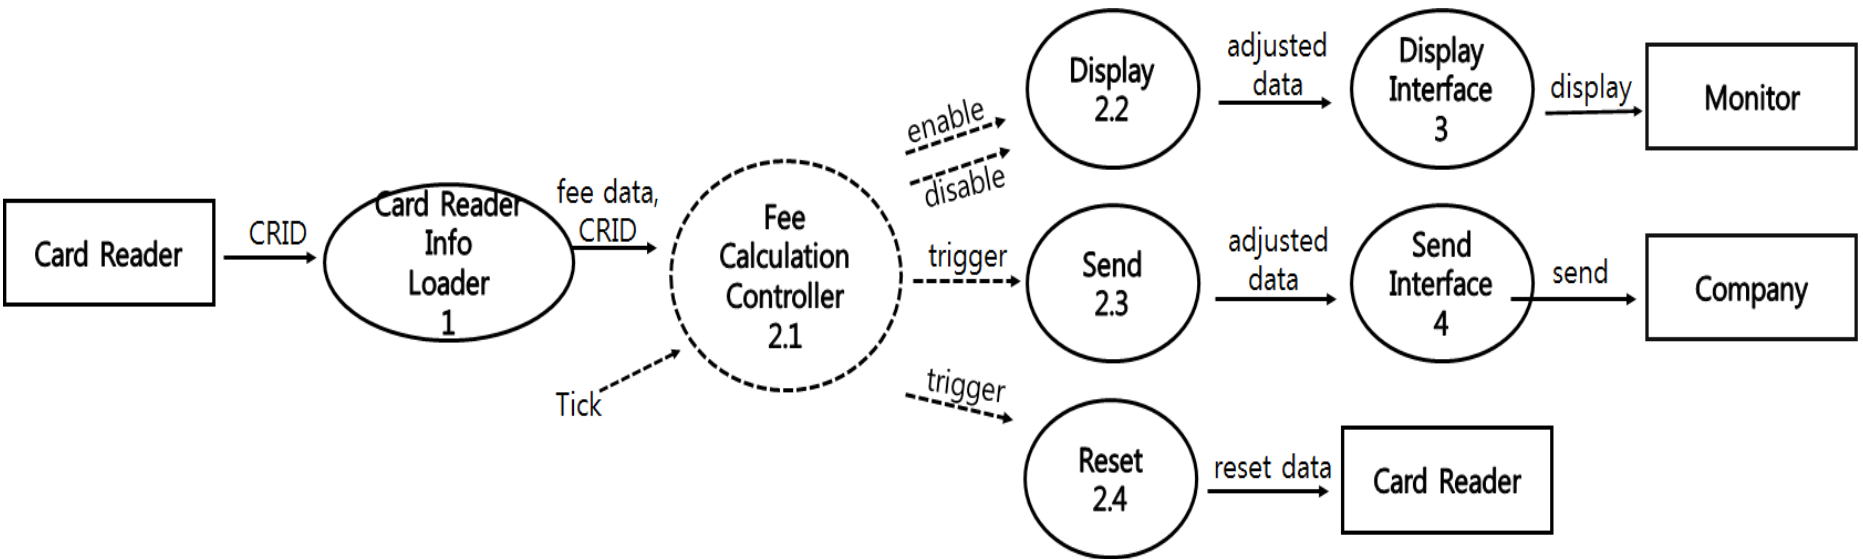 Card Reader
CRID
Card Reader
Info
Loader
1
fee data,
CRID
Tick
Fee
Calculation
Controller
2.1
enable
disable
trigger
trigger
Display
2.2
adjusted
data
Display
Interface
3
display
Monitor
Send
2.3
adjusted
data
Send
Interface
4
send
Company
Reset
2.4
reset data
Card Reader